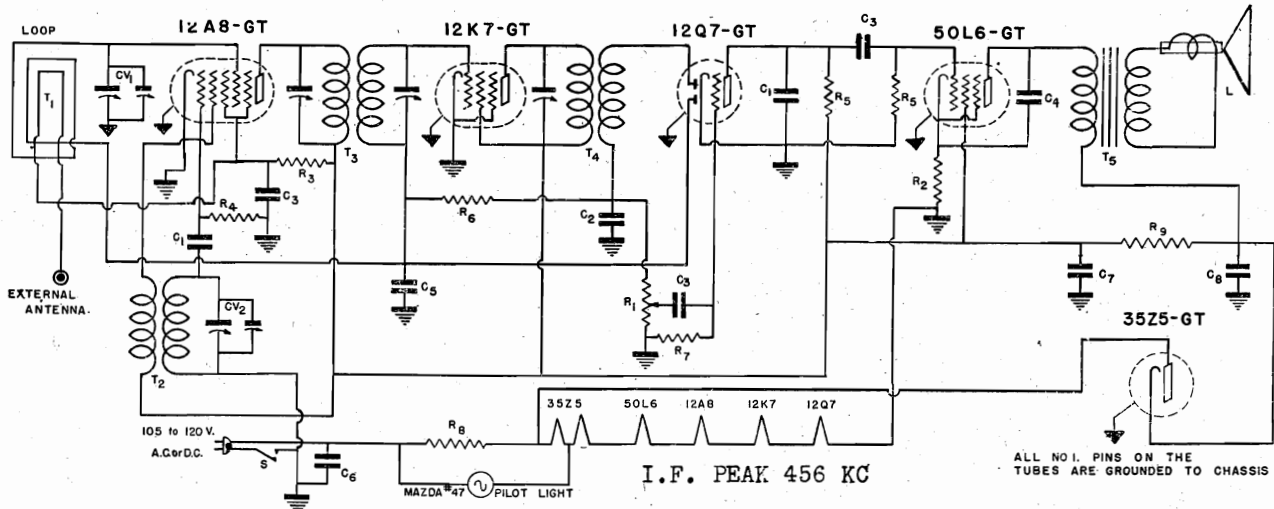 12A8-GT
12K7-GT
12Q7-GT
C3
50L6-GT
LOOP
CV1
T1
C1
R5
R5
C4
L
T3
T4
T5
R3
R2
C3
R4
R6
C2
C1
R9
C5
R1
C3
C7
C8
EXTERNAL
ANTENNA.
CV2
R7
35Z5-GT
T2
35Z5 50L6 12A8 12K7 12Q7
105 to 120 V.
R8
A.C. or D.C.
S
C6
MAZDA #47 PILOT LIGHT
I.F. PEAK 456 KC
ALL NO 1. PINS ON THE
TUBES ARE GROUNDED TO CHASSIS